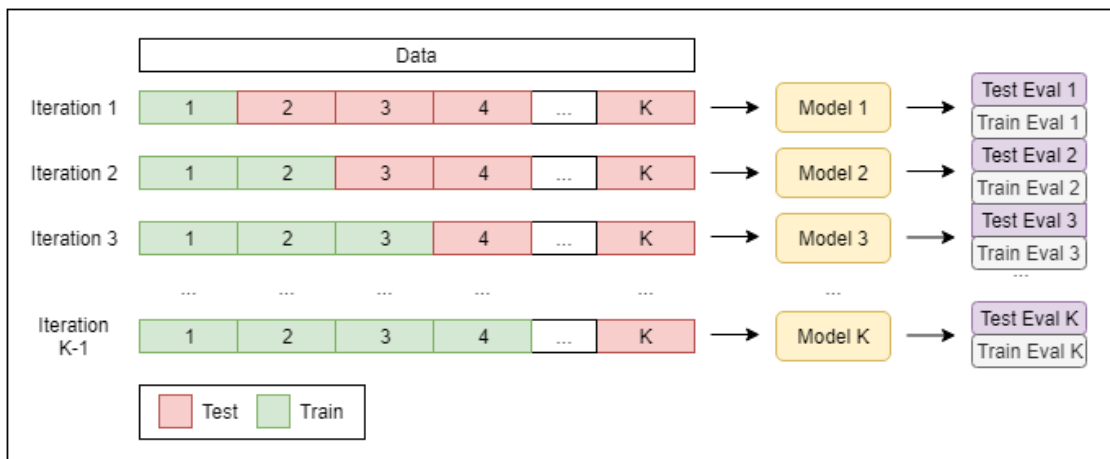 Data
Iteration 1 1 2 3 4 ... K Model 1 Test Eval 1
Train Eval 1
Iteration 2 1 2 3 4 ... K Model 2 Test Eval 2
Train Eval 2
Iteration 3 1 2 3 4 ... K Model 3 Test Eval 3
Train Eval 3
... ... ... ... ... ... ...
Iteration
K-1 1 2 3 4 ... K Model K Test Eval K
Train Eval K
Test Train